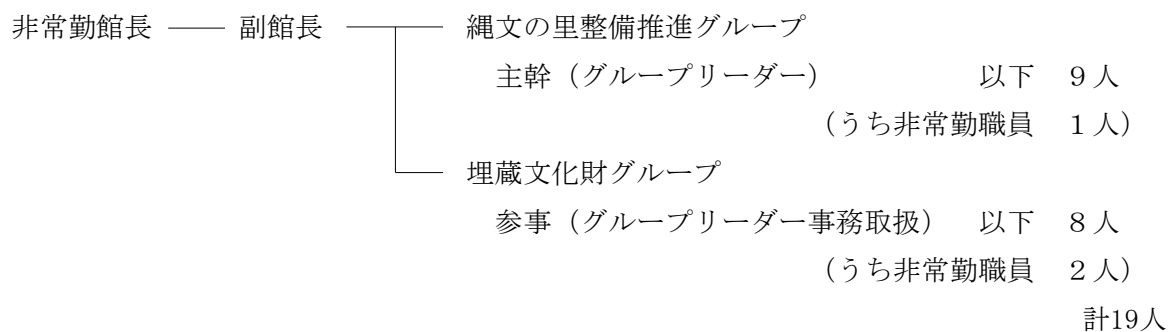 非常勤館長 ―― 副館長 縄文の里整備推進グループ
主幹（グループリーダー） 以下 ９人
（うち非常勤職員 １人）
埋蔵文化財グループ
参事（グループリーダー事務取扱） 以下 ８人
（うち非常勤職員 ２人）
計19人